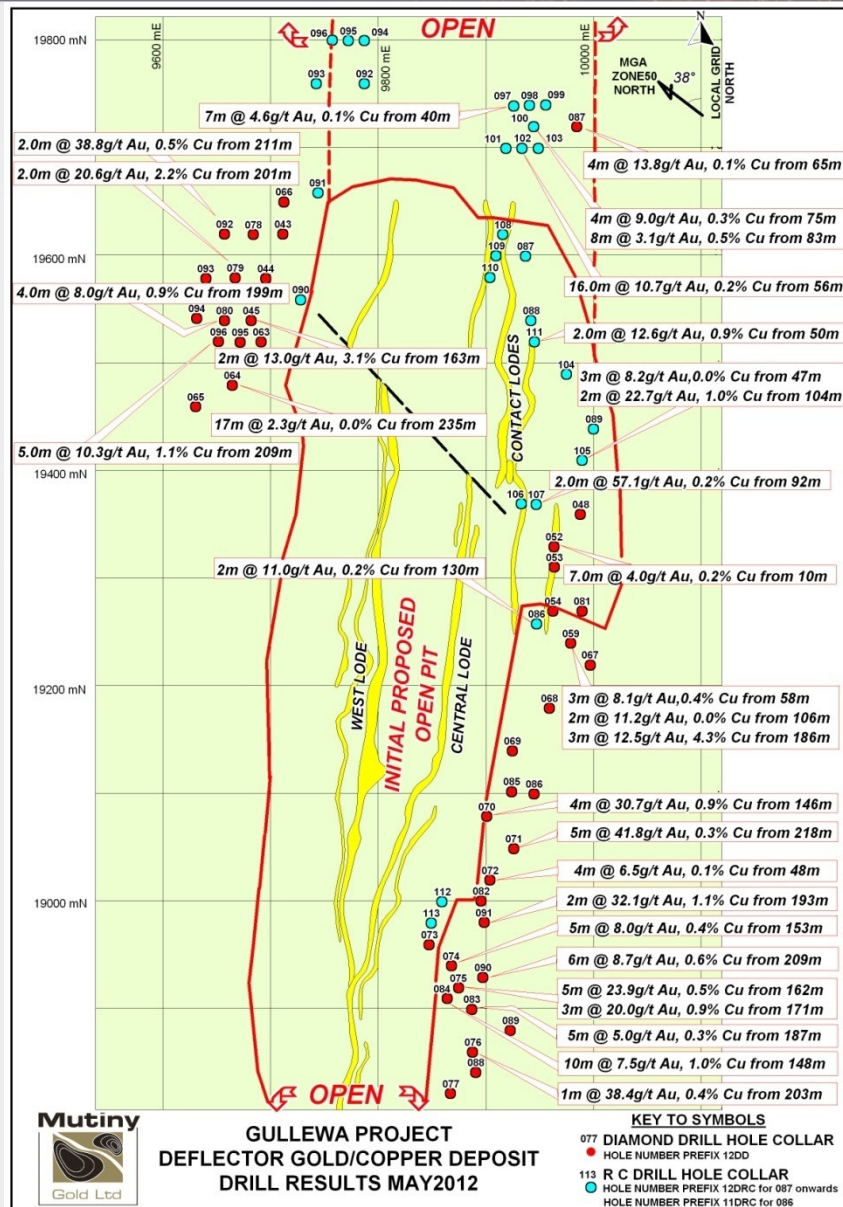 19800 mN
9600 mE
096
095
094
OPEN
9800 mE
10000 mE
N
MGA
ZONE50
NORTH
38°
LOCAL GRID
NORTH
093
092
097
098
099
7m @ 4.6g/t Au, 0.1% Cu from 40m
100
087
101
102
103
2.0m @ 38.8g/t Au, 0.5% Cu from 211m
4m @ 13.8g/t Au, 0.1% Cu from 65m
2.0m @ 20.6g/t Au, 2.2% Cu from 201m
091
066
4m @ 9.0g/t Au, 0.3% Cu from 75m
8m @ 3.1g/t Au, 0.5% Cu from 83m
092
078
043
108
19600 mN
109
087
093
079
044
110
16.0m @ 10.7g/t Au, 0.2% Cu from 56m
4.0m @ 8.0g/t Au, 0.9% Cu from 199m
090
094
080
045
088
096
095
063
111
2.0m @ 12.6g/t Au, 0.9% Cu from 50m
2m @ 13.0g/t Au, 3.1% Cu from 163m
CONTACT LODES
104
3m @ 8.2g/t Au,0.0% Cu from 47m
2m @ 22.7g/t Au, 1.0% Cu from 104m
064
065
17m @ 2.3g/t Au, 0.0% Cu from 235m
089
5.0m @ 10.3g/t Au, 1.1% Cu from 209m
105
19400 mN
2.0m @ 57.1g/t Au, 0.2% Cu from 92m
106
107
048
052
053
2m @ 11.0g/t Au, 0.2% Cu from 130m
7.0m @ 4.0g/t Au, 0.2% Cu from 10m
054
081
086
059
067
19200 mN
WEST LODE
INITIAL PROPOSED
OPEN PIT
CENTRAL LODE
068
3m @ 8.1g/t Au,0.4% Cu from 58m
2m @ 11.2g/t Au, 0.0% Cu from 106m
3m @ 12.5g/t Au, 4.3% Cu from 186m
069
085
086
070
4m @ 30.7g/t Au, 0.9% Cu from 146m
071
5m @ 41.8g/t Au, 0.3% Cu from 218m
072
4m @ 6.5g/t Au, 0.1% Cu from 48m
19000 mN
112
082
2m @ 32.1g/t Au, 1.1% Cu from 193m
113
091
5m @ 8.0g/t Au, 0.4% Cu from 153m
073
074
090
6m @ 8.7g/t Au, 0.6% Cu from 209m
075
084
083
5m @ 23.9g/t Au, 0.5% Cu from 162m
3m @ 20.0g/t Au, 0.9% Cu from 171m
089
5m @ 5.0g/t Au, 0.3% Cu from 187m
076
10m @ 7.5g/t Au, 1.0% Cu from 148m
088
077
1m @ 38.4g/t Au, 0.4% Cu from 203m
OPEN
Mutiny
Gold Ltd
GULLEWA PROJECT
DEFLECTOR GOLD/COPPER DEPOSIT
DRILL RESULTS MAY2012
KEY TO SYMBOLS
077 DIAMOND DRILL HOLE COLLAR
HOLE NUMBER PREFIX 12DD
113 R C DRILL HOLE COLLAR
HOLE NUMBER PREFIX 12DRC for 087 onwards
HOLE NUMBER PREFIX 11DRC for 086